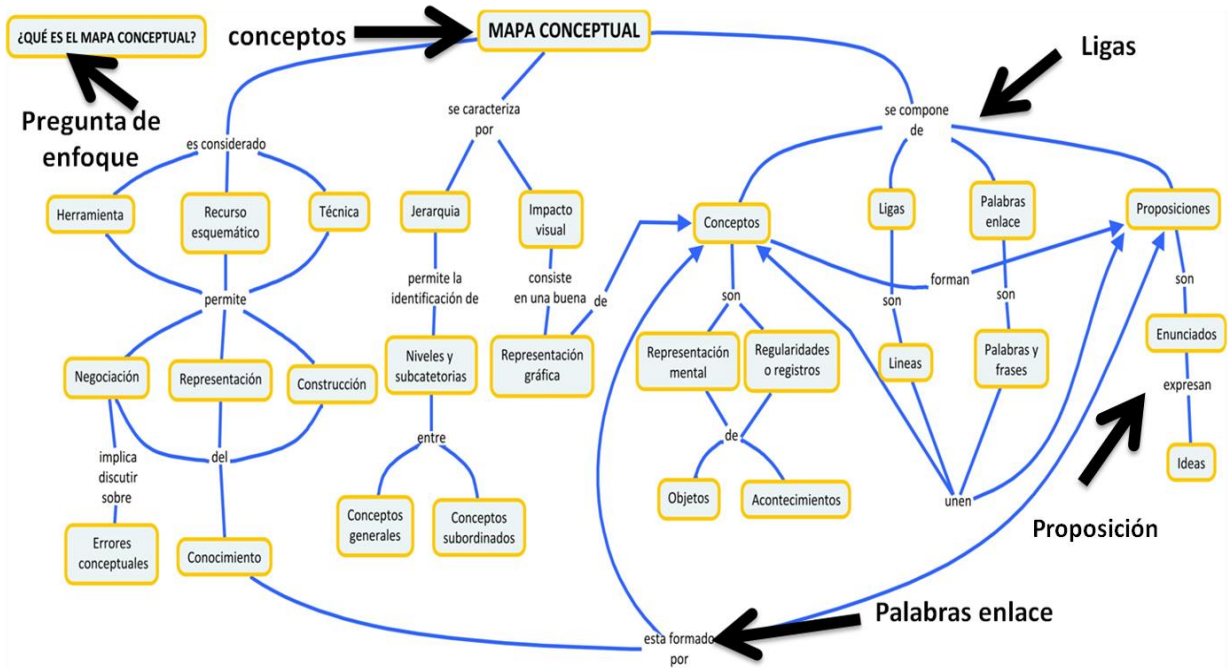 ¿QUÉ ES EL MAPA CONCEPTUAL?
conceptos
MAPA CONCEPTUAL
Ligas
Pregunta de
enfoque
se caracteriza
por
se compone
de
es considerado
Herramienta
Recurso
esquemático
Técnica
Jerarquia
Impacto
visual
Conceptos
Ligas
Palabras
enlace
Proposiciones
permite
permite la
identificación de
consiste
en una buena
de
son
forman
son
son
son
Negociación
Representación
Construcción
Niveles y
subcatetorias
Representación
gráfica
Representación
mental
Regularidades
o registros
Lineas
Palabras y
frases
Enunciados
expresan
implica
discutir
sobre
del
entre
de
Ideas
Conceptos
generales
Conceptos
subordinados
Objetos
Acontecimientos
unen
Proposición
Errores
conceptuales
Conocimiento
esta formado
por
Palabras enlace